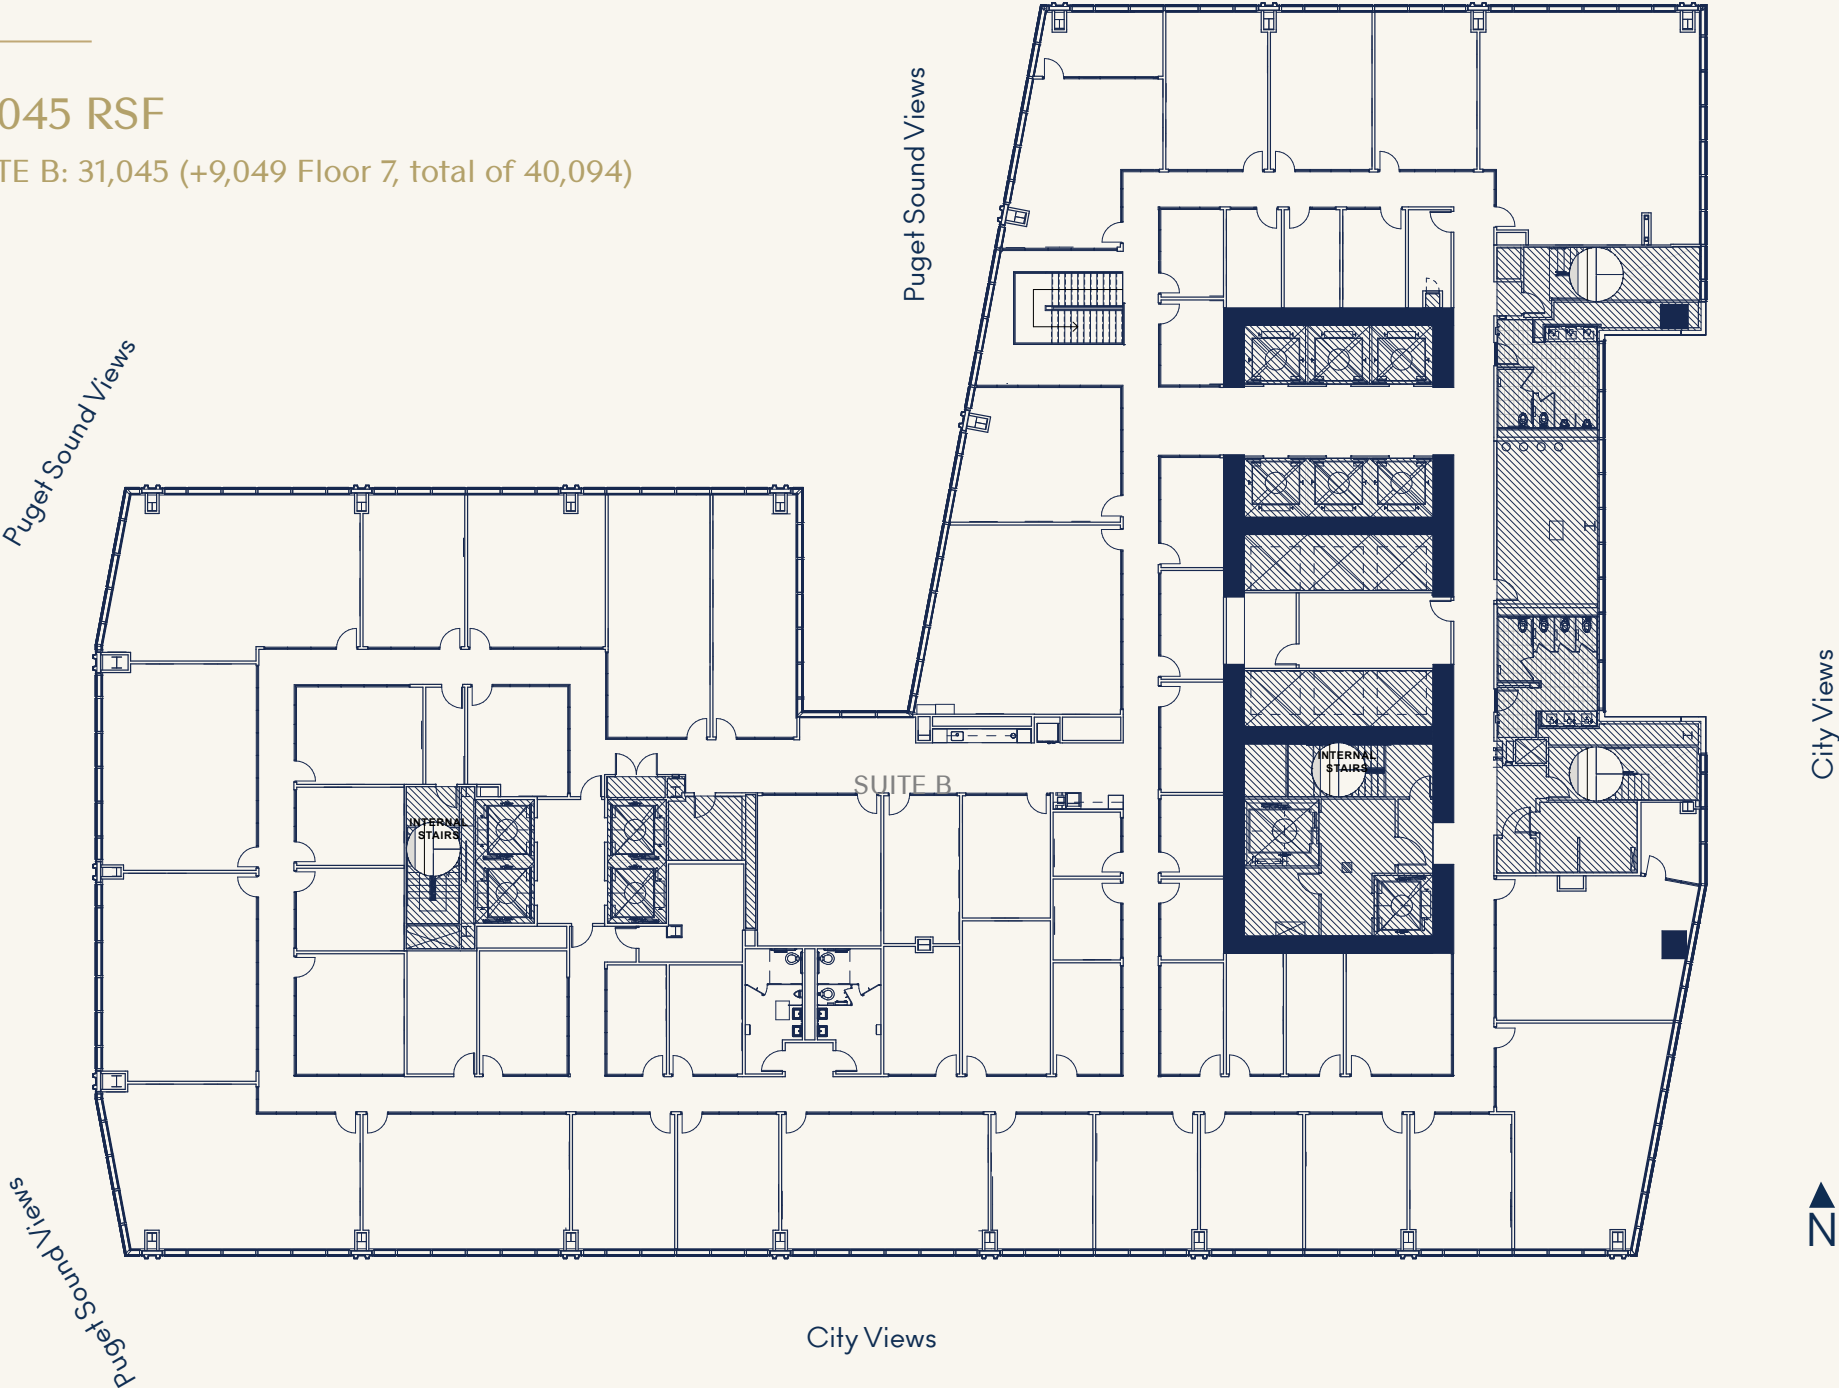 045 RSF
TE B: 31,045 (+9,049 Floor 7, total of 40,094)
Puget Sound Views
Puget Sound Views
City Views
INTERNAL
STAIRS
SUITE B
INTERNAL
STAIRS
Puget Sound Views
N
City Views